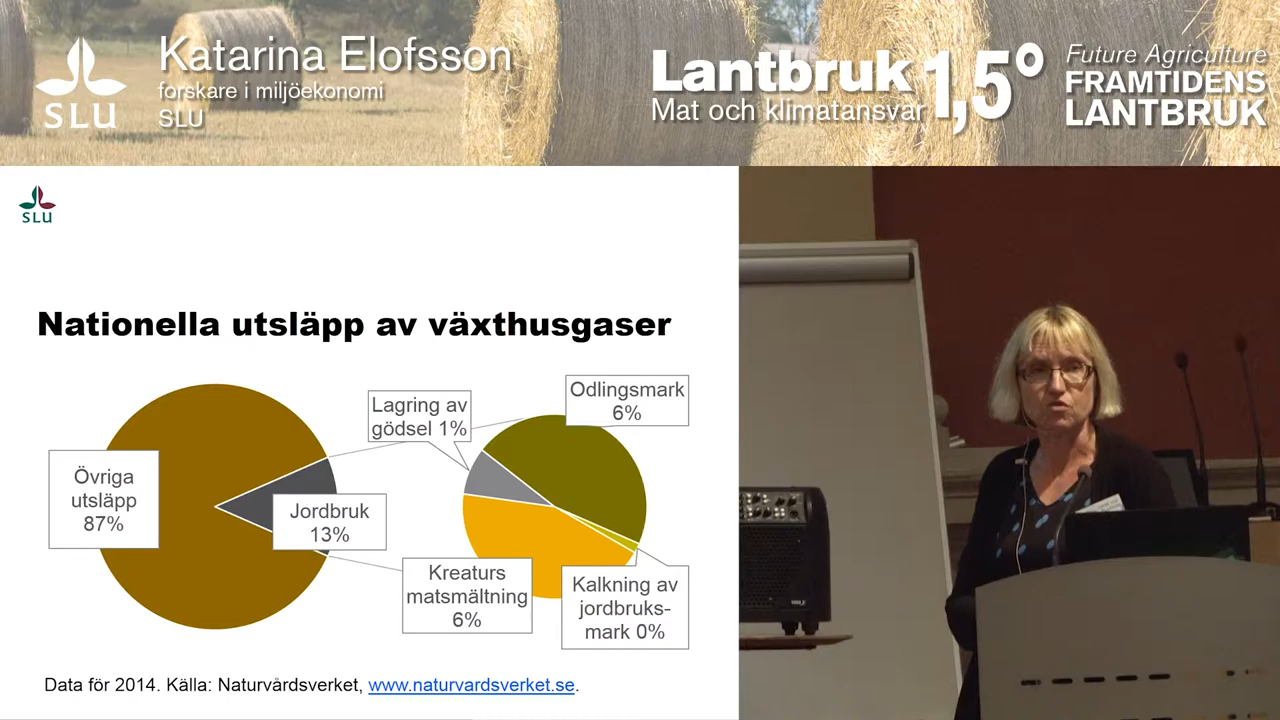 SLU
Katarina Elofsson
forskare i miljöekonomi
SLU
Lantbruk 1,5°
Mat och klimatansvar
Future Agriculture
FRAMTIDENS
LANTBRUK
SLU
Nationella utsläpp av växthusgaser
Övriga
utsläpp
87%
Jordbruk
13%
Lagring av
gödsel 1%
Odlingsmark
6%
Kreaturs
matsmältning
6%
Kalkning av
jordbruks-
mark 0%
Data för 2014. Källa: Naturvårdsverket, www.naturvardsverket.se.